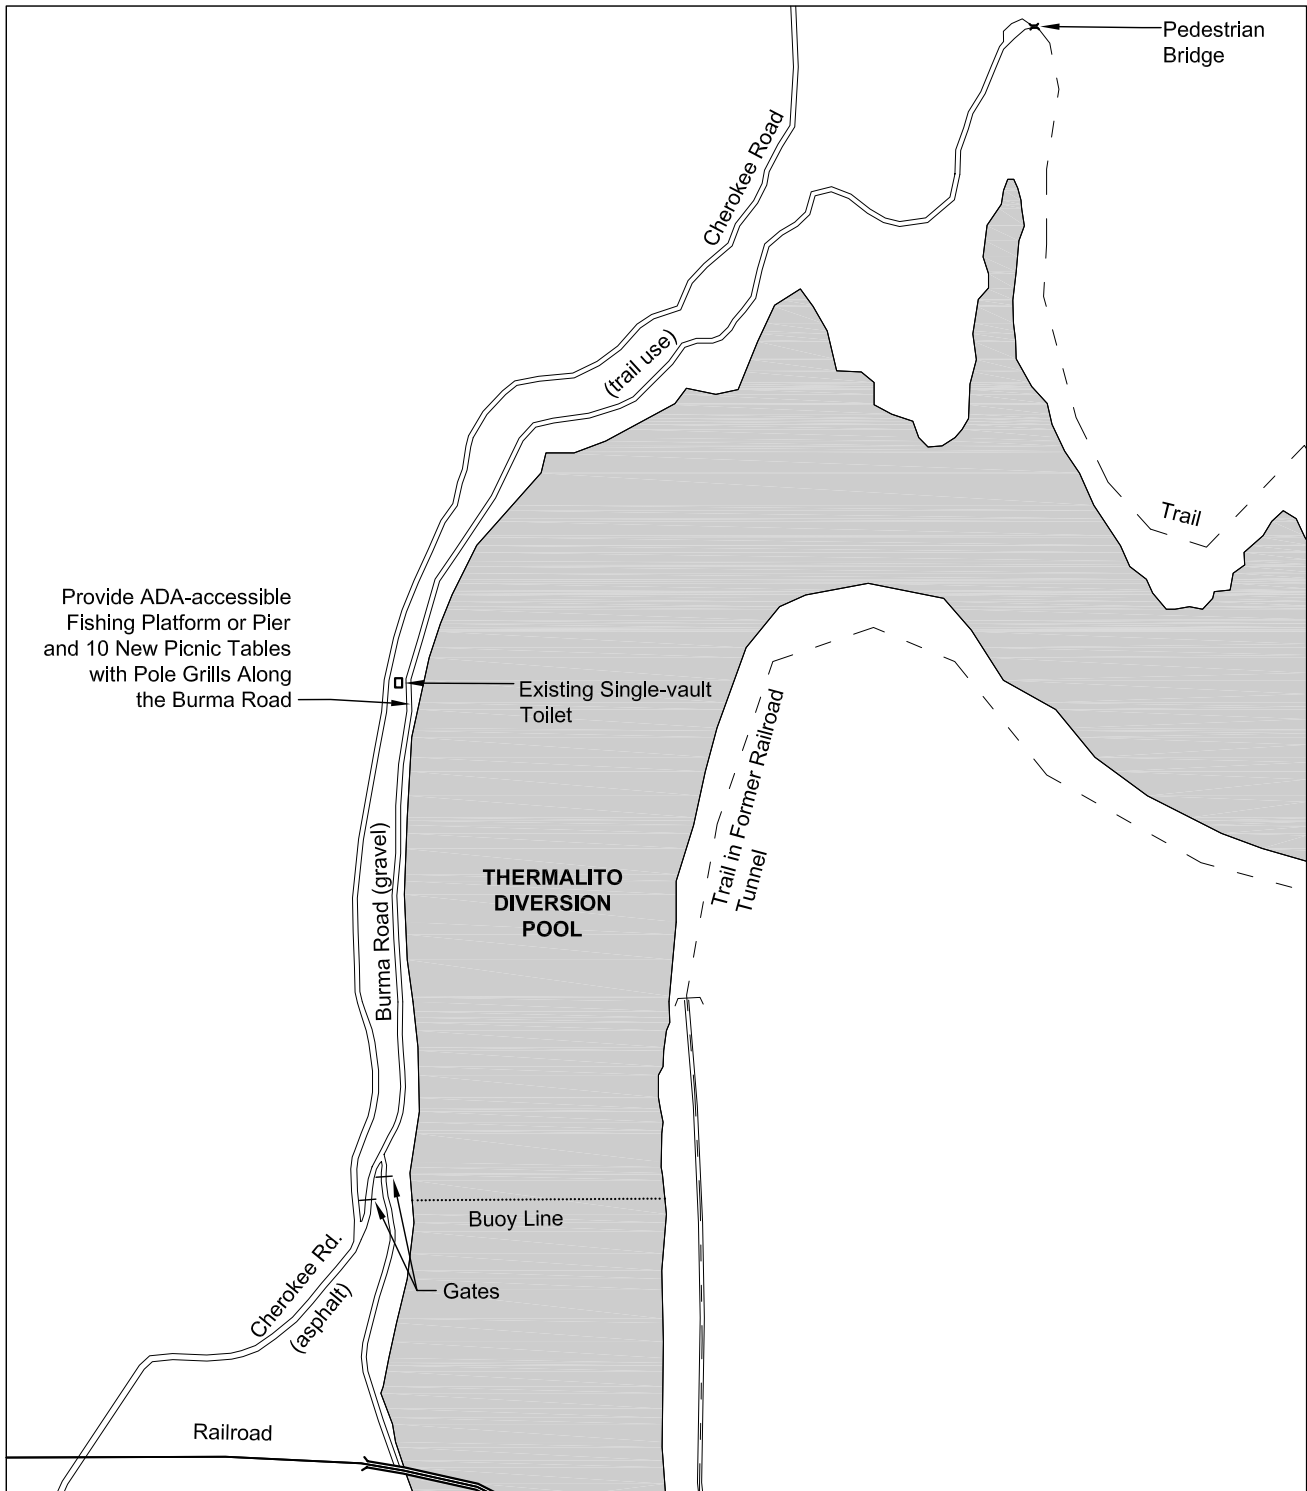 Pedestrian
Bridge
Cherokee Road
(trail use)
Trail
Provide ADA-accessible
Fishing Platform or Pier
and 10 New Picnic Tables
with Pole Grills Along
the Burma Road
Existing Single-vault
Toilet
Trail in Former Railroad
Tunnel
Burma Road (gravel)
THERMALITO
DIVERSION
POOL
Buoy Line
Cherokee Rd.
(asphalt)
Gates
Railroad